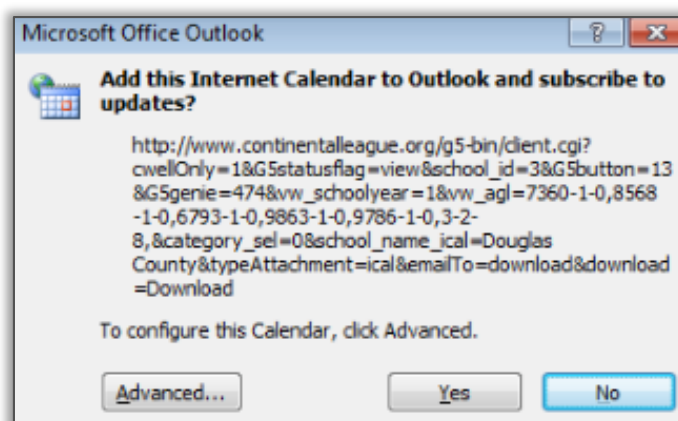 Microsoft Office Outlook
Add this Internet Calendar to Outlook and subscribe to
updates?
http://www.continentalleague.org/g5-bin/client.cgi?
cwellOnly=1&G5statusflag=view&school_id=3&G5button=13
&G5genie=474&vw_schoolyear=1&vw_agl=7360-1-0,8568
-1-0,6793-1-0,9863-1-0,9786-1-0,3-2-
8,&category_sel=0&school_name_ical=Douglas
County&typeAttachment=ical&emailTo=download&download
=Download
To configure this Calendar, click Advanced.
Advanced...
Yes
No